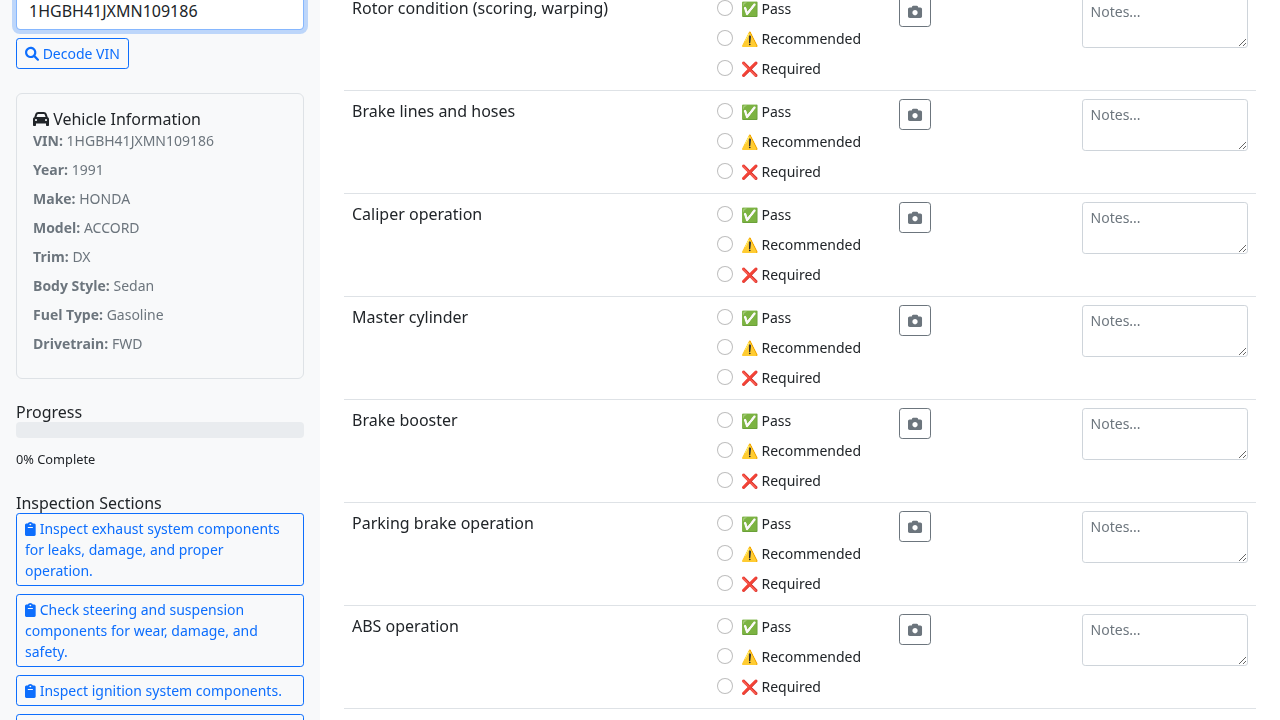 1HGBH41JXMN109186
Decode VIN
Vehicle Information
VIN: 1HGBH41JXMN109186
Year: 1991
Make: HONDA
Model: ACCORD
Trim: DX
Body Style: Sedan
Fuel Type: Gasoline
Drivetrain: FWD
Progress
0% Complete
Inspection Sections
Inspect exhaust system components
for leaks, damage, and proper
operation.
Check steering and suspension
components for wear, damage, and
safety.
Inspect ignition system components.
Rotor condition (scoring, warping)
✅ Pass
⚠️ Recommended
❌ Required
Notes...
Brake lines and hoses
✅ Pass
⚠️ Recommended
❌ Required
Notes...
Caliper operation
✅ Pass
⚠️ Recommended
❌ Required
Notes...
Master cylinder
✅ Pass
⚠️ Recommended
❌ Required
Notes...
Brake booster
✅ Pass
⚠️ Recommended
❌ Required
Notes...
Parking brake operation
✅ Pass
⚠️ Recommended
❌ Required
Notes...
ABS operation
✅ Pass
⚠️ Recommended
❌ Required
Notes...